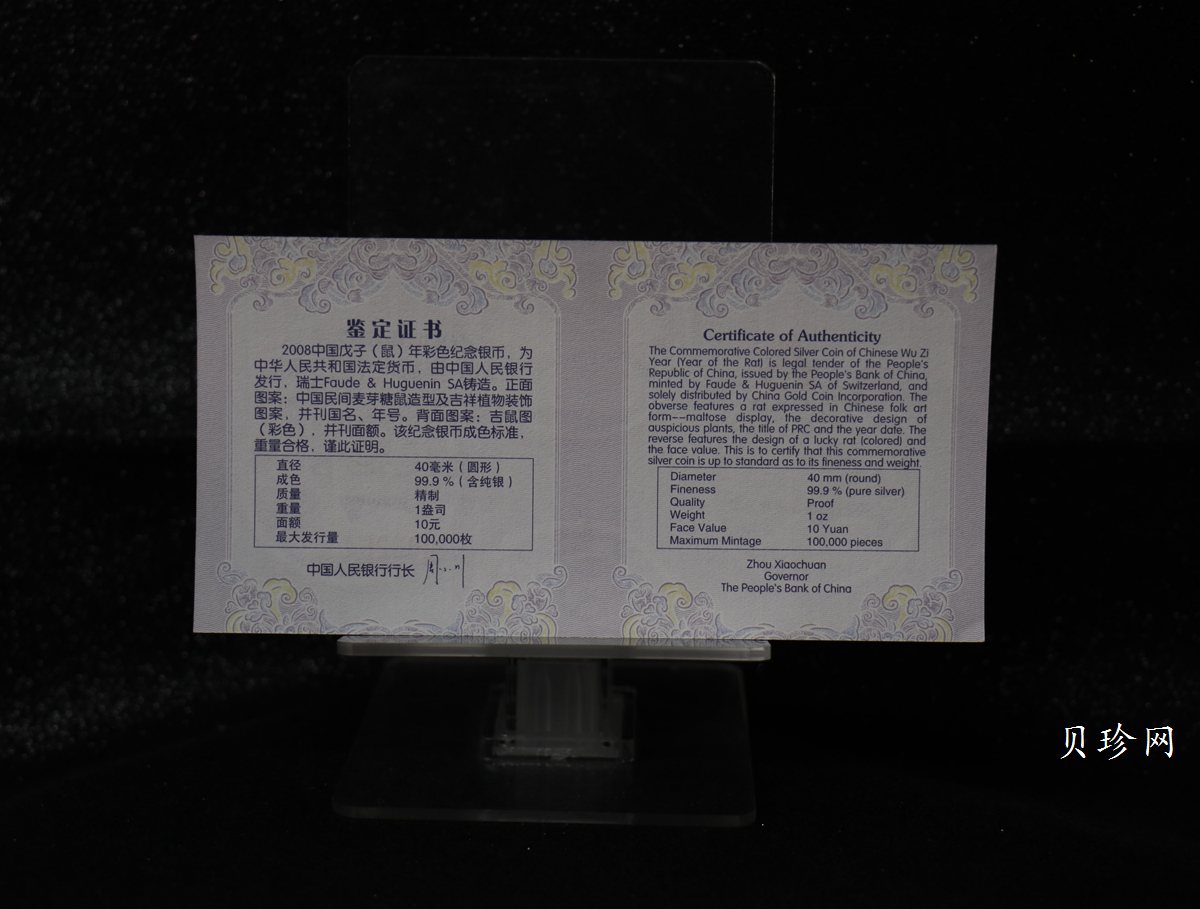 鉴定证书
2008中国戊子（鼠）年彩色纪念银币，为
中华人民共和国法定货币，由中国人民银行
发行，瑞士Faude & Huguenin SA铸造。正面
图案：中国民间麦芽糖鼠造型及吉祥植物装饰
图案，并刊国名、年号。背面图案：吉鼠图
（彩色），并刊面额。该纪念银币成色标准，
重量合格，谨此证明。
直径 40毫米（圆形）
成色 99.9％（含纯银）
质量 精制
重量 1盎司
面额 10元
最大发行量 100,000枚
中国人民银行行长
Certificate of Authenticity
The Commemorative Colored Silver Coin of Chinese Wu Zi
Year (Year of the Rat) is legal tender of the People's
Republic of China, issued by the People's Bank of China,
minted by Faude & Huguenin SA of Switzerland, and
solely distributed by China Gold Coin Incorporation. The
obverse features a rat expressed in Chinese folk art
form--maltose display, the decorative design of
auspicious plants, the title of PRC and the year date. The
reverse features the design of a lucky rat (colored) and
the face value. This is to certify that this commemorative
silver coin is up to standard as to its fineness and weight.
Diameter 40 mm (round)
Fineness 99.9 % (pure silver)
Quality Proof
Weight 1 oz
Face Value 10 Yuan
Maximum Mintage 100,000 pieces
Zhou Xiaochuan
Governor
The People's Bank of China
贝珍网